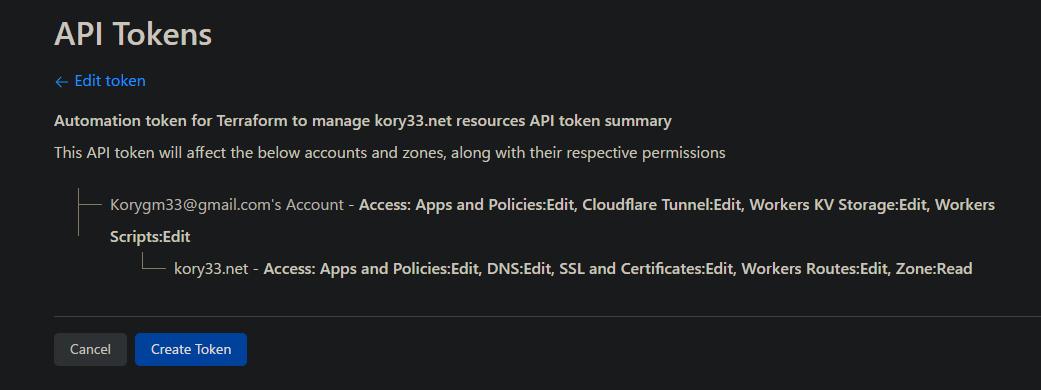 API Tokens
← Edit token
Automation token for Terraform to manage kory33.net resources API token summary
This API token will affect the below accounts and zones, along with their respective permissions
Korygm33@gmail.com's Account - Access: Apps and Policies:Edit, Cloudflare Tunnel:Edit, Workers KV Storage:Edit, Workers
Scripts:Edit
kory33.net - Access: Apps and Policies:Edit, DNS:Edit, SSL and Certificates:Edit, Workers Routes:Edit, Zone:Read
Cancel Create Token